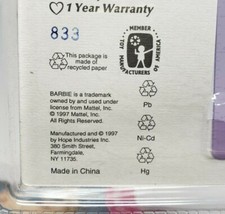 ♡ 1 Year Warranty
833
This package is
made of
recycled paper
MEMBER
TOY MANUFACTURERS OF AMERICA
BARBIE is a trademark
owned by and used under
license from Mattel, Inc.
© 1997 Mattel, Inc.
All Rights Reserved.
Pb
Manufactured and © 1997
by Hope Industries Inc.
380 Smith Street,
Farmingdale,
NY 11735.
Ni-Cd
Made in China
Hg